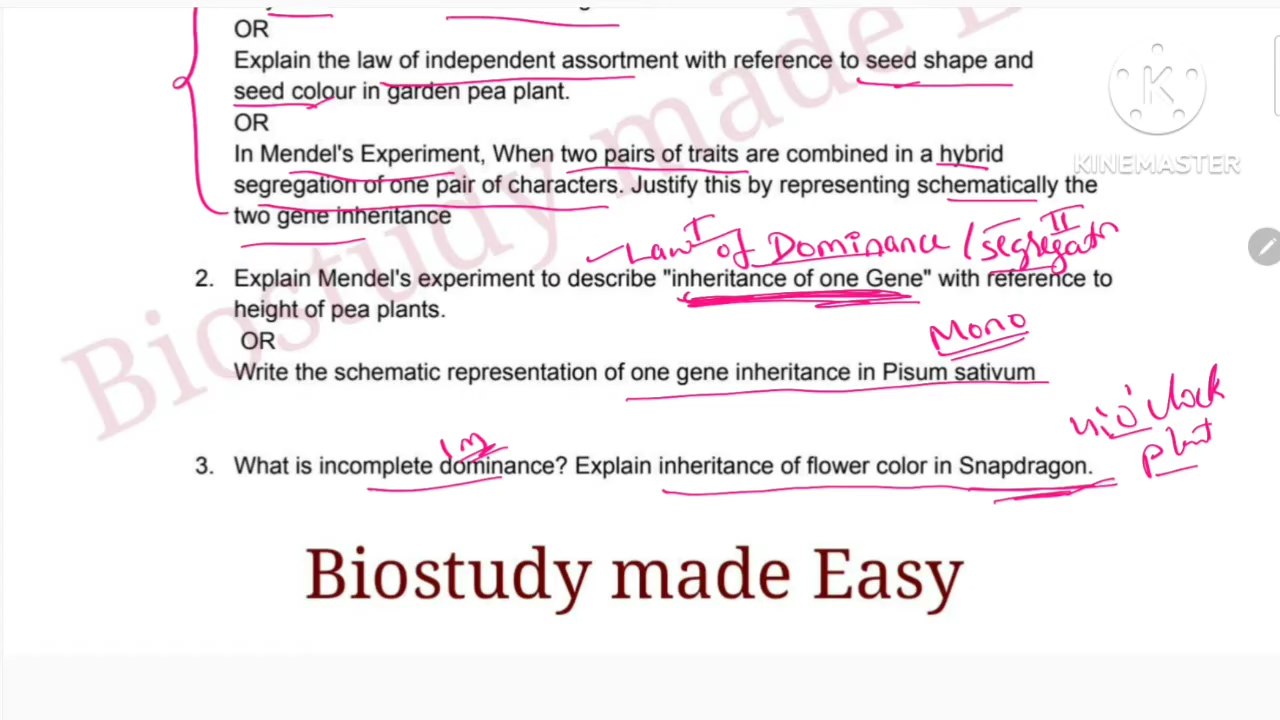 OR
Explain the law of independent assortment with reference to seed shape and
seed colour in garden pea plant.
OR
In Mendel's Experiment, When two pairs of traits are combined in a hybrid
segregation of one pair of characters. Justify this by representing schematically the
two gene inheritance
Law I of Dominance / II
2. Explain Mendel's experiment to describe "inheritance of one Gene" with reference to
height of pea plants.
OR
Mono
Write the schematic representation of one gene inheritance in Pisum sativum
o'clock
plant
3. What is incomplete dominance? Explain inheritance of flower color in Snapdragon.
Biostudy made Easy
K
KINEMASTER
Biostudy made E